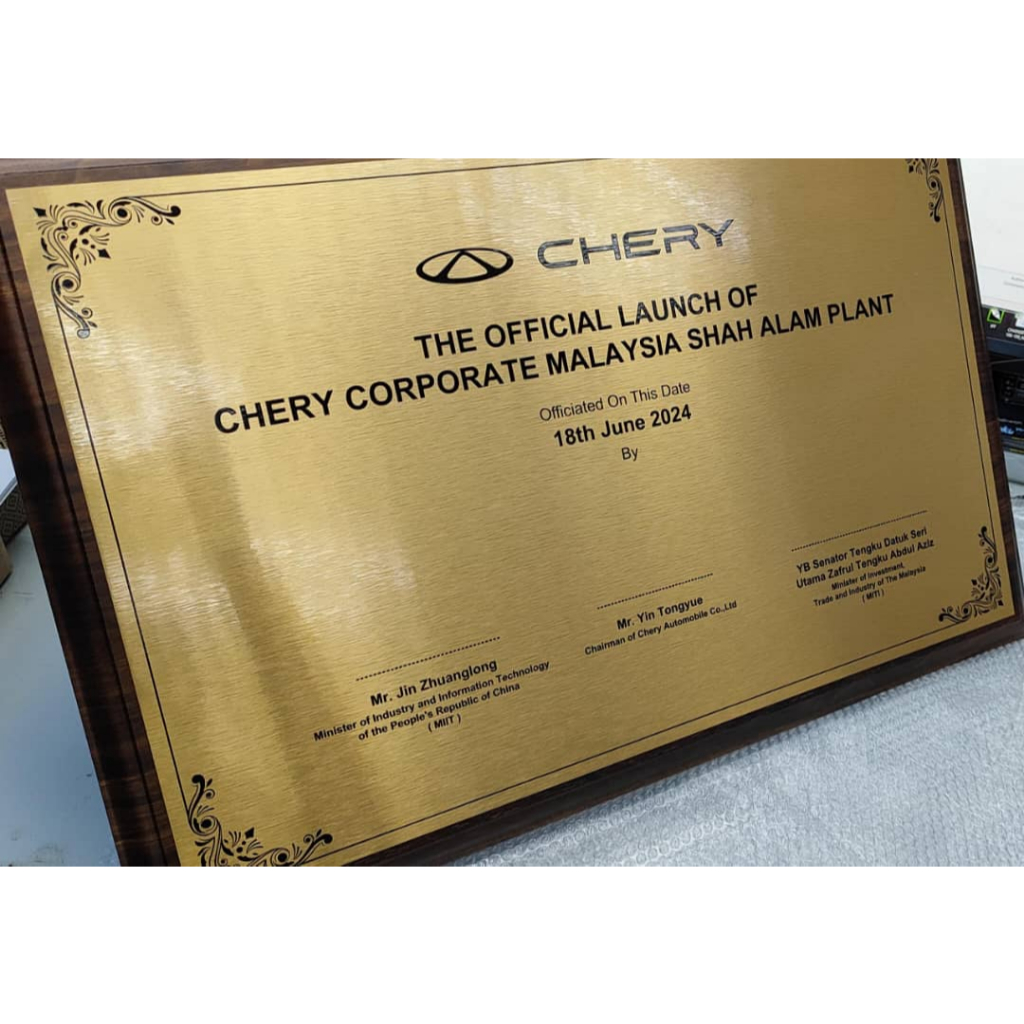 CHERY
THE OFFICIAL LAUNCH OF
CHERY CORPORATE MALAYSIA SHAH ALAM PLANT
Officiated On This Date
18th June 2024
By
Mr. Jin Zhuanglong
Minister of Industry and Information Technology
of the People's Republic of China
( MIIT )
Mr. Yin Tongyue
Chairman of Chery Automobile Co.,Ltd
YB Senator Tengku Datuk Seri
Utama Zafrul Tengku Abdul Aziz
Minister of Investment,
Trade and Industry of The Malaysia
( MITI )